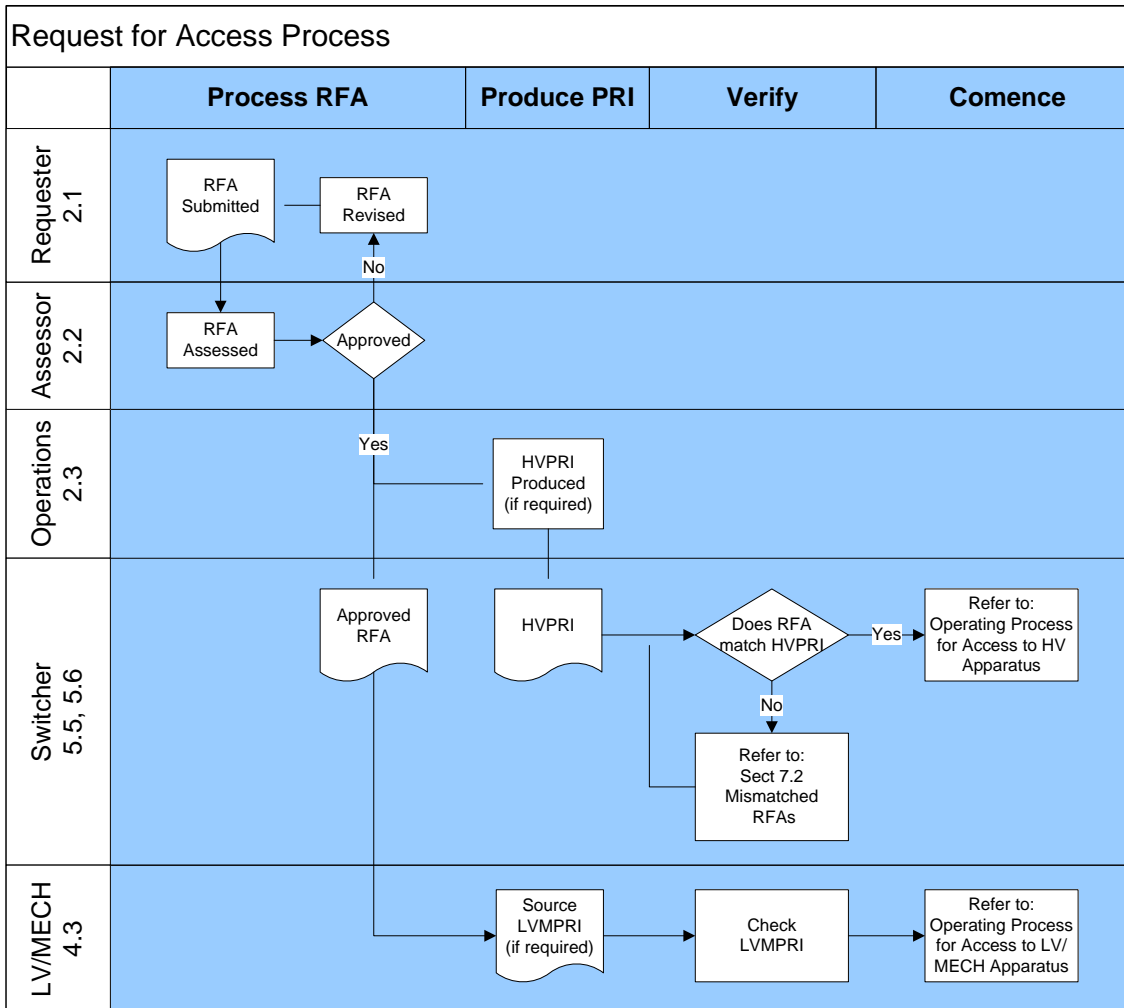 Request for Access Process
Process RFA
Produce PRI
Verify
Comence
Requester
2.1
RFA
Submitted
RFA
Revised
No
Assessor
2.2
RFA
Assessed
Approved
Operations
2.3
Yes
HVPRI
Produced
(if required)
Switcher
5.5, 5.6
Approved
RFA
HVPRI
Does RFA
match HVPRI
Yes
Refer to:
Operating Process
for Access to HV
Apparatus
No
Refer to:
Sect 7.2
Mismatched
RFAs
LV/MECH
4.3
Source
LVMPRI
(if required)
Check
LVMPRI
Refer to:
Operating Process
for Access to LV/
MECH Apparatus